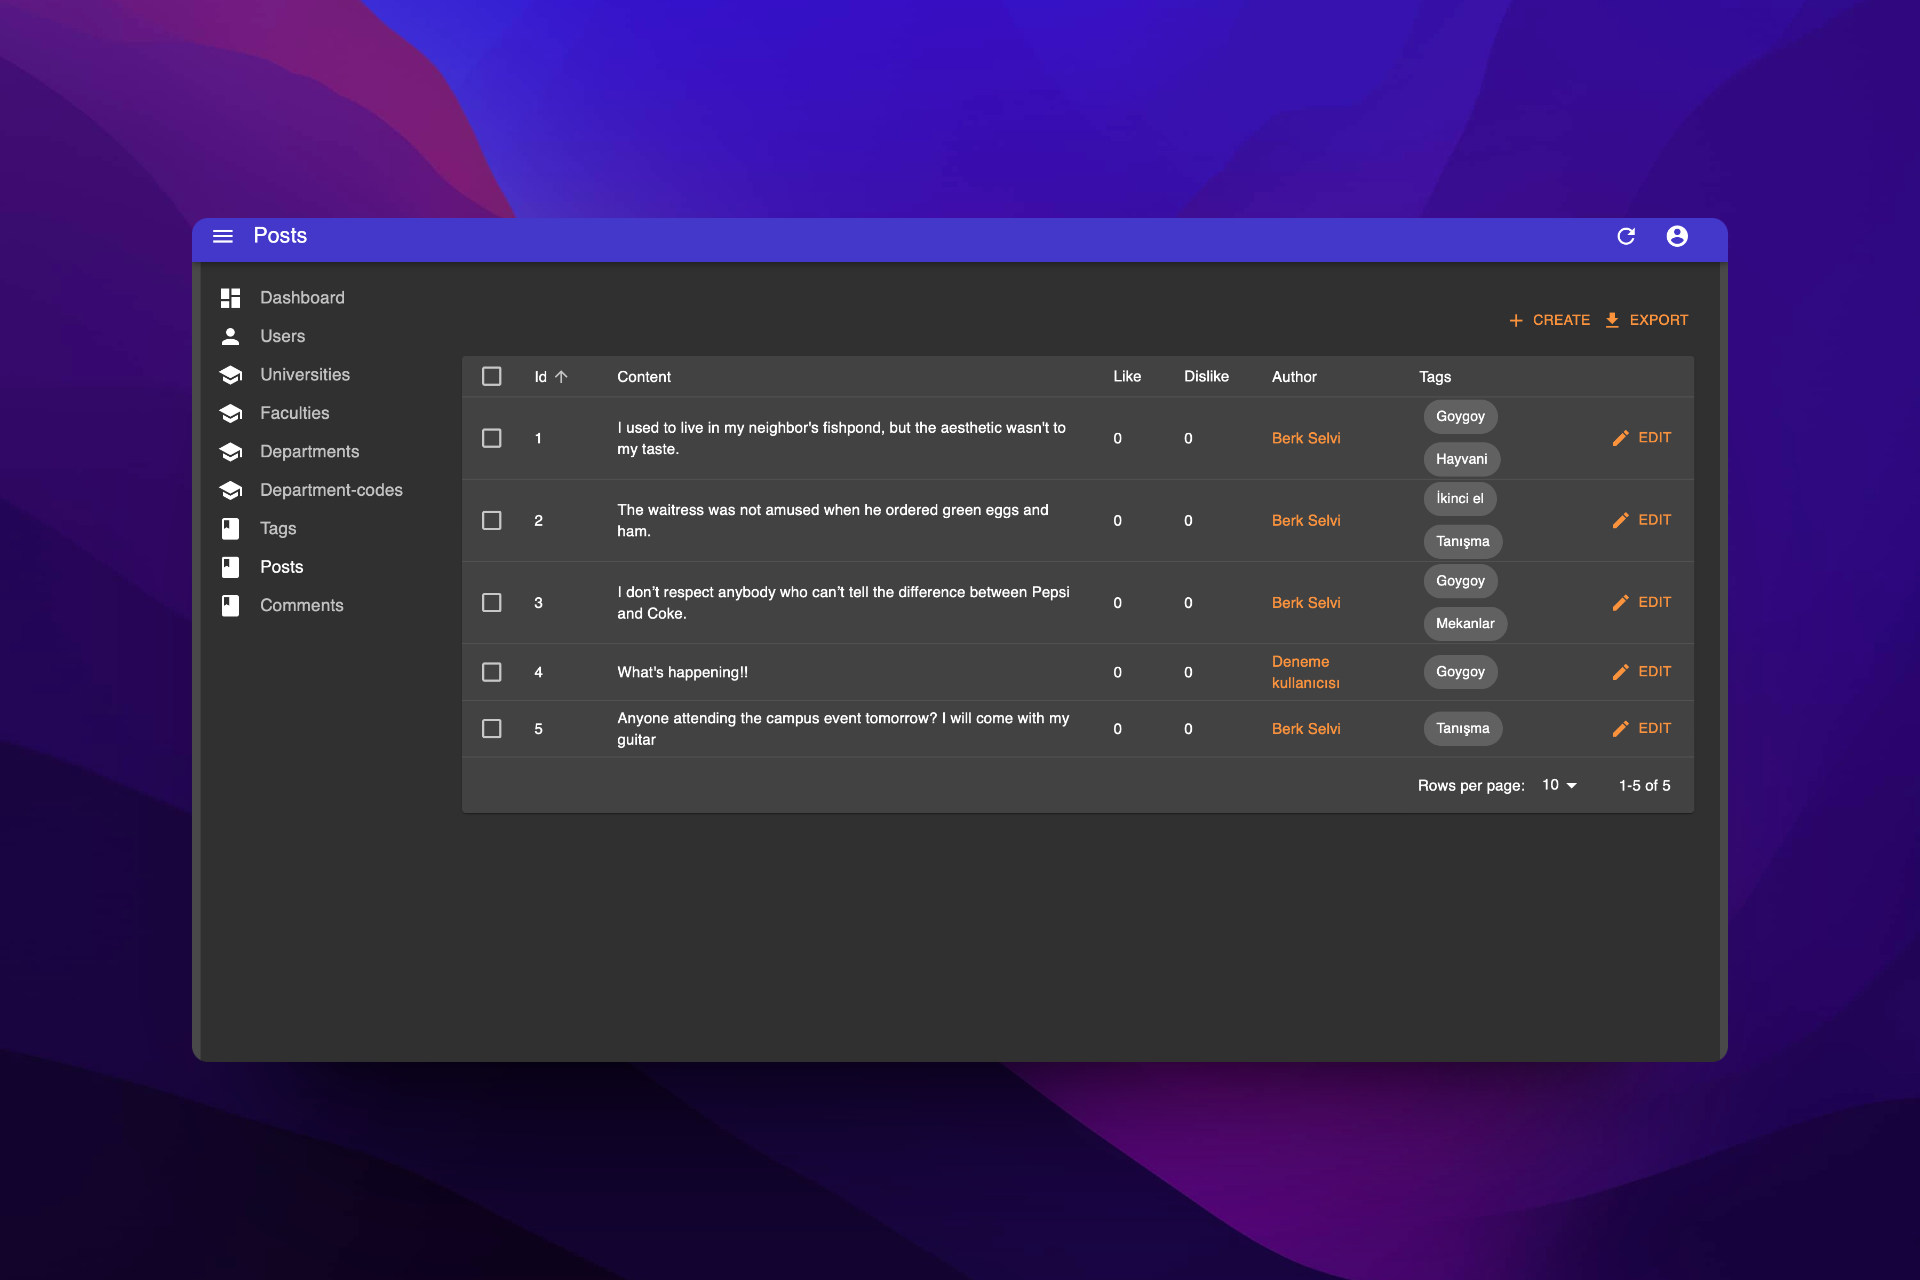 Posts
Dashboard
Users
Universities
Faculties
Departments
Department-codes
Tags
Posts
Comments
CREATE EXPORT
Id Content Like Dislike Author Tags
1 I used to live in my neighbor's fishpond, but the aesthetic wasn't to
my taste. 0 0 Berk Selvi Goygoy
Hayvani EDIT
2 The waitress was not amused when he ordered green eggs and
ham. 0 0 Berk Selvi İkinci el
Tanışma EDIT
3 I don’t respect anybody who can’t tell the difference between Pepsi
and Coke. 0 0 Berk Selvi Goygoy
Mekanlar EDIT
4 What's happening!! 0 0 Deneme
kullanıcısı Goygoy EDIT
5 Anyone attending the campus event tomorrow? I will come with my
guitar 0 0 Berk Selvi Tanışma EDIT
Rows per page: 10 1-5 of 5